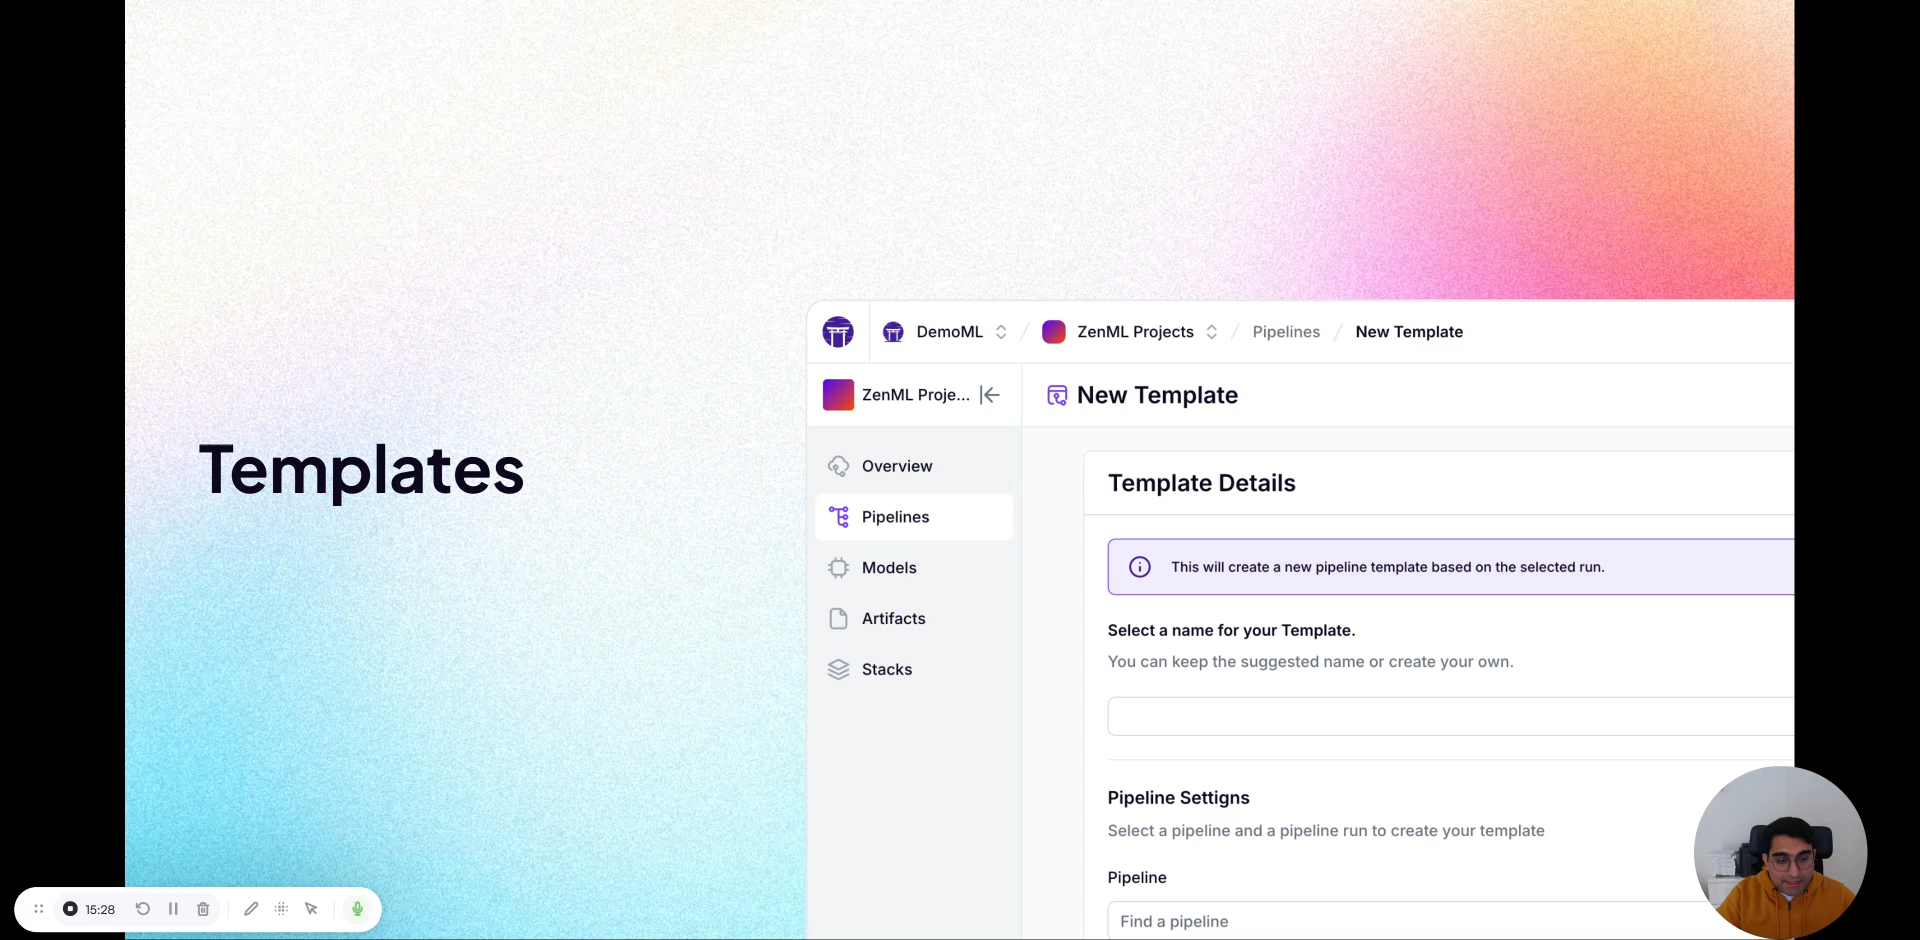 Templates
DemoML
ZenML Projects
Pipelines
New Template
ZenML Proje...
New Template
Overview
Pipelines
Models
Artifacts
Stacks
Template Details
This will create a new pipeline template based on the selected run.
Select a name for your Template.
You can keep the suggested name or create your own.
Pipeline Settigns
Select a pipeline and a pipeline run to create your template
Pipeline
Find a pipeline
15:28